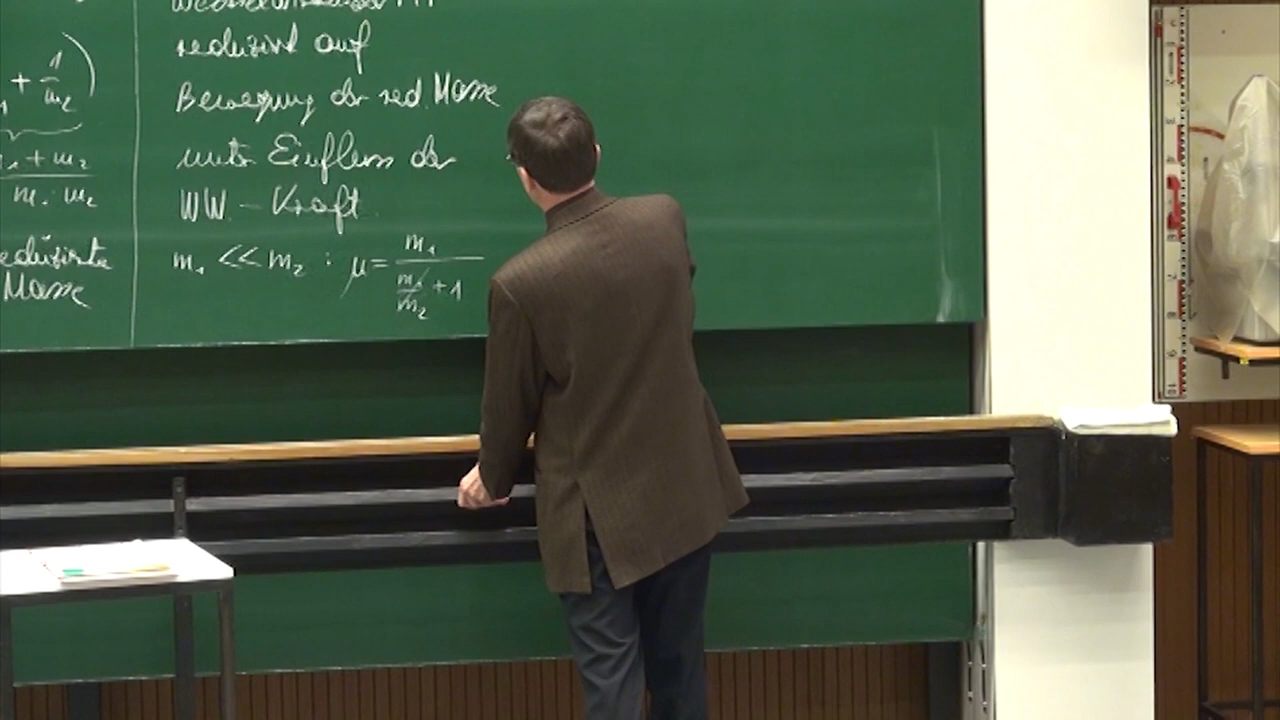 + 1/m₂ )
m₁ + m₂
m₁ · m₂
reduzierte
Masse
reduziert auf
Bewegung der red. Masse
unter Einfluss der
WW. - Kraft
m₁ << m₂ : μ = m₁ / (m₁/m₂ + 1)